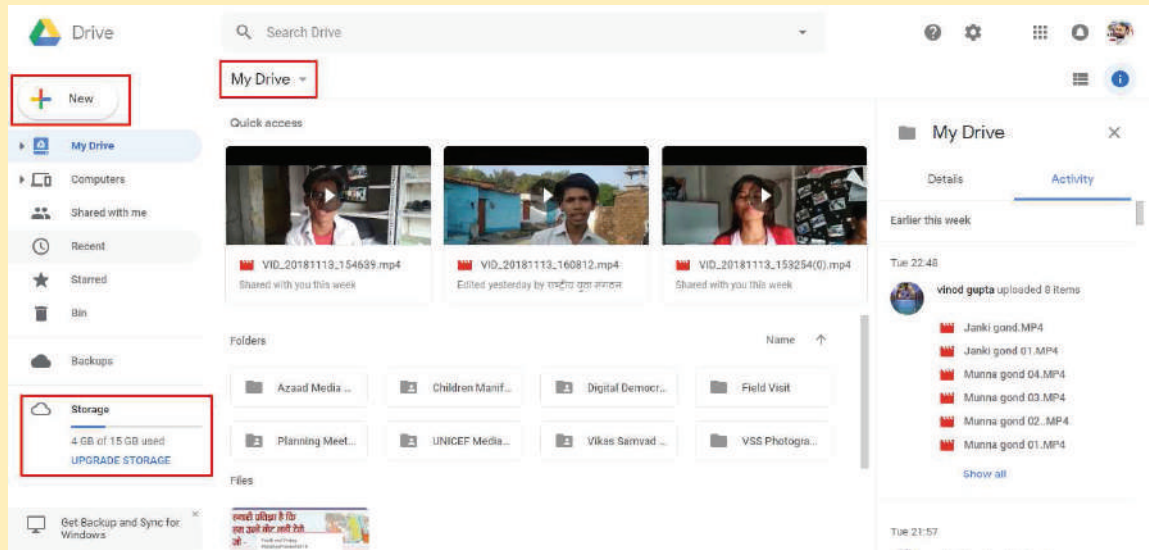 Drive
Search Drive
New
My Drive
Computers
Shared with me
Recent
Starred
Bin
Backups
Storage
4 GB of 15 GB used
UPGRADE STORAGE
Get Backup and Sync for
Windows
My Drive
Quick access
VID_20181113_154639.mp4
Shared with you this week
VID_20181113_160812.mp4
Edited yesterday by राष्ट्रीय युवा संगठन
VID_20181113_153254(0).mp4
Shared with you this week
Folders
Name
Azaad Media ...
Children Manif...
Digital Democr...
Field Visit
Planning Meet...
UNICEF Media...
Vikas Samvad ...
VSS Photogra...
Files
हमारी प्रतिज्ञा है कि
हम उन्हें वोट नहीं देंगे
जो -
My Drive
Details
Activity
Earlier this week
Tue 22:48
vinod gupta uploaded 8 items
Janki gond.MP4
Janki gond 01.MP4
Munna gond 04.MP4
Munna gond 03.MP4
Munna gond 02..MP4
Munna gond 01.MP4
Show all
Tue 21:57